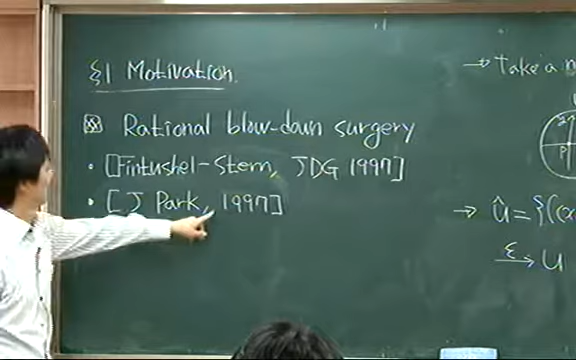 §1 Motivation.
Rational blow-down surgery
· [Fintushel-Stern, JDG 1997]
· [J Park, 1997]
→ Take a
→ Û = {(x
ε→ U